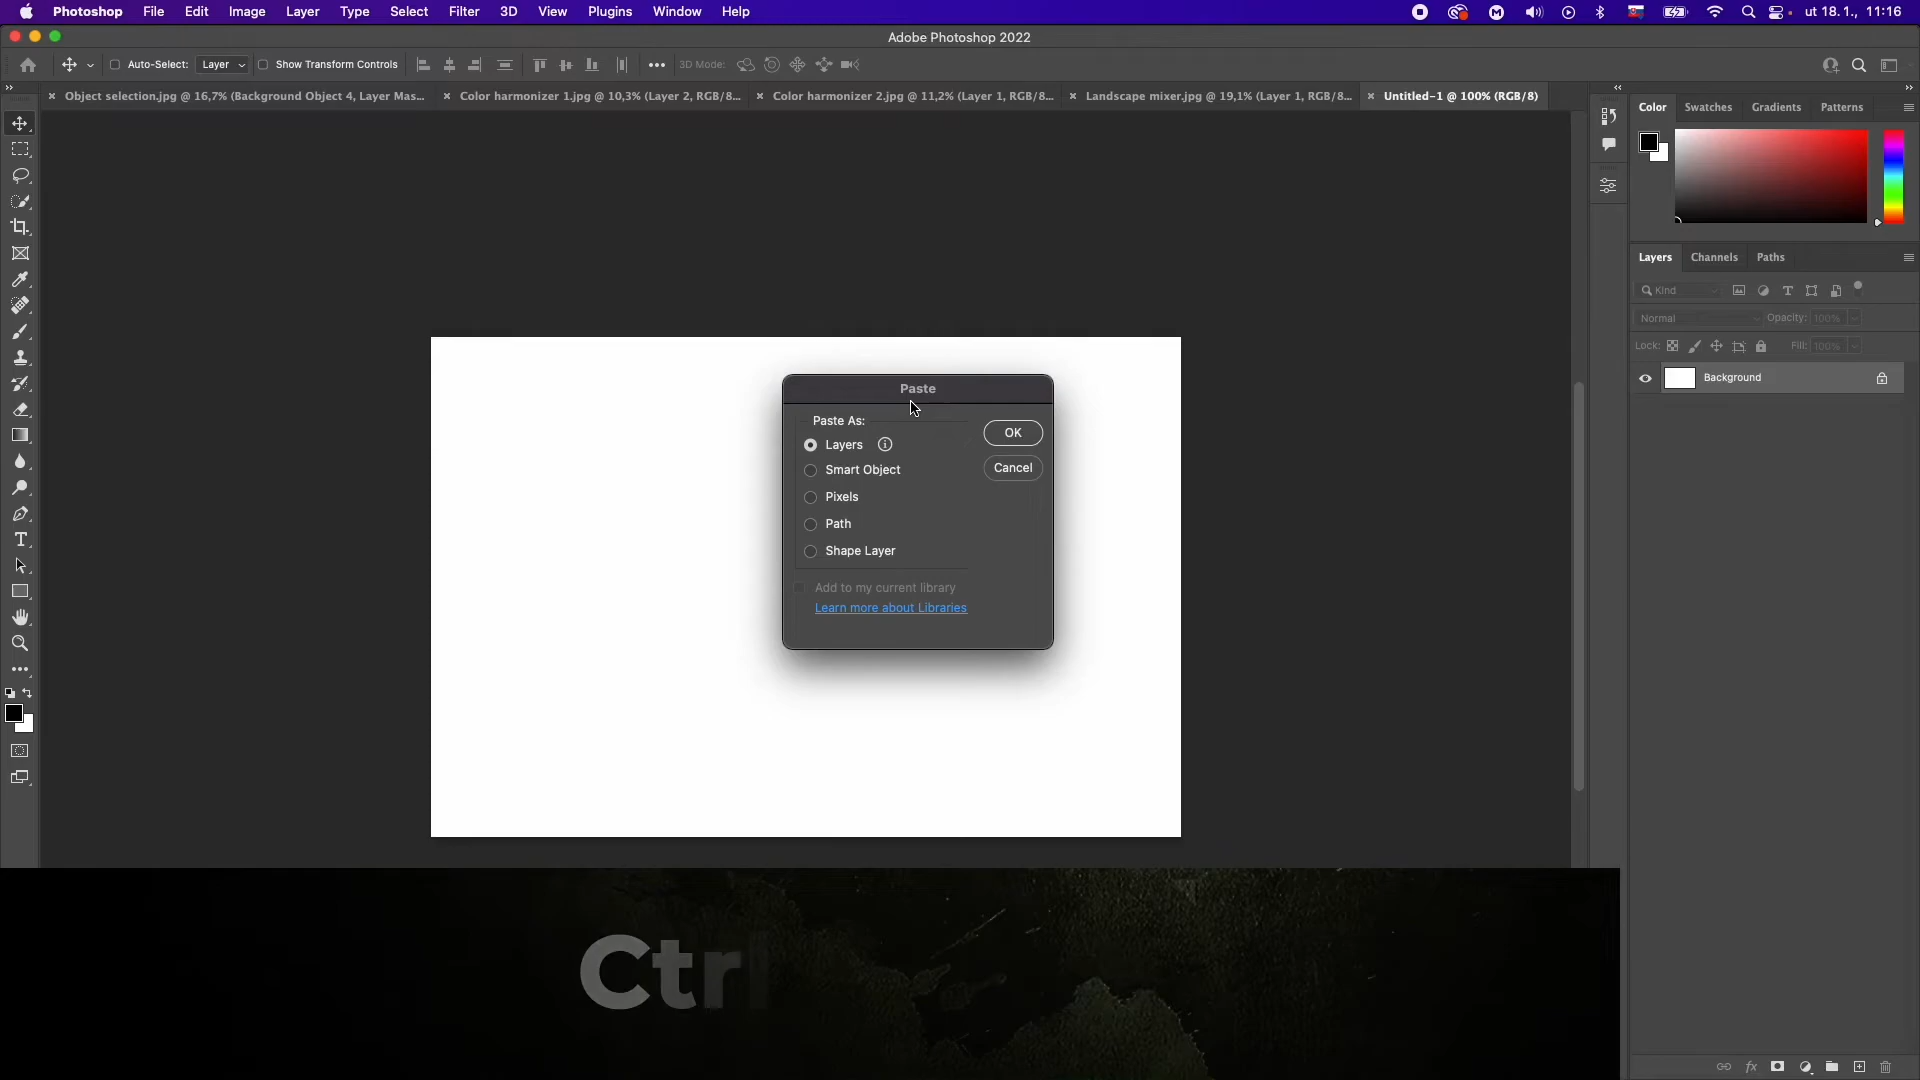 Photoshop File Edit Image Layer Type Select Filter 3D View Plugins Window Help ut 18. 1., 11:16
Adobe Photoshop 2022
Auto-Select: Layer Show Transform Controls 3D Mode:
Object selection.jpg @ 16,7% (Background Object 4, Layer Mas... Color harmonizer 1.jpg @ 10,3% (Layer 2, RGB/8... Color harmonizer 2.jpg @ 11,2% (Layer 1, RGB/8... Landscape mixer.jpg @ 19,1% (Layer 1, RGB/8... Untitled-1 @ 100% (RGB/8)
Color Swatches Gradients Patterns
Layers Channels Paths
Kind
Normal Opacity: 100%
Lock: Fill: 100%
Background
Paste
Paste As:
Layers
Smart Object
Pixels
Path
Shape Layer
OK
Cancel
Add to my current library
Learn more about Libraries
Ctrl